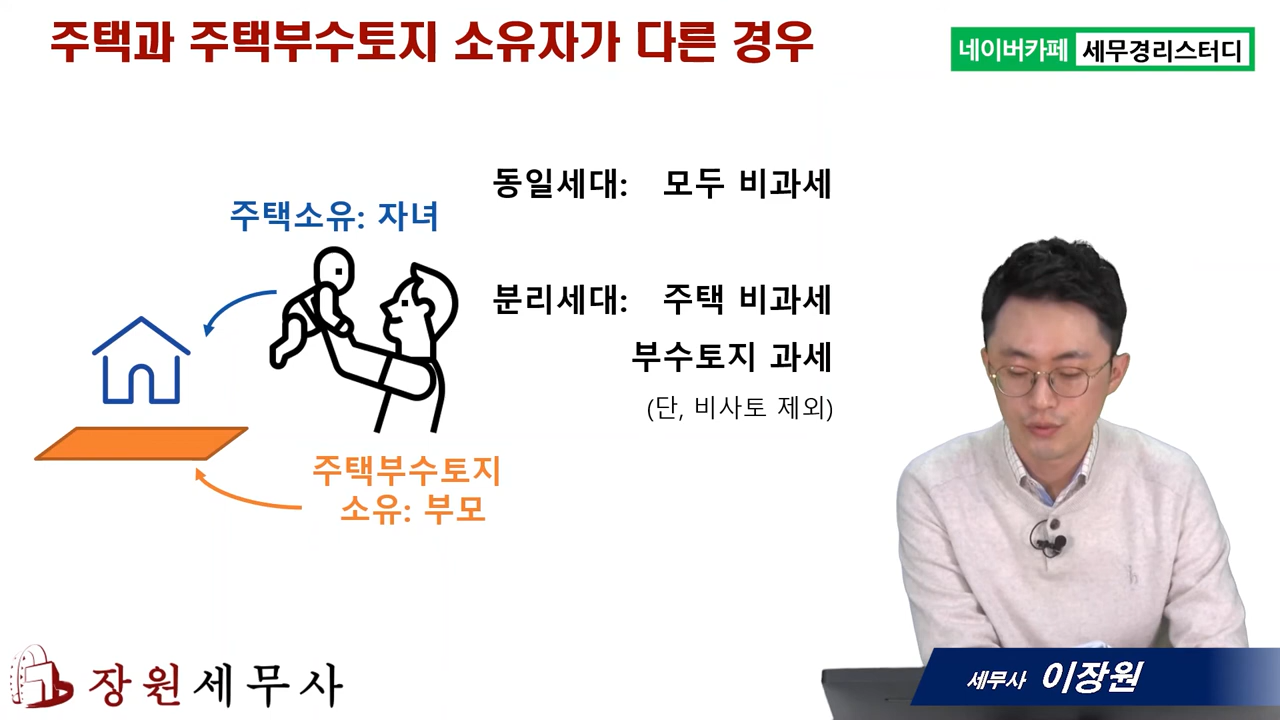 주택과 주택부수토지 소유자가 다른 경우
네이버카페 세무경리스터디
동일세대: 모두 비과세
주택소유: 자녀
분리세대: 주택 비과세
부수토지 과세
(단, 비사토 제외)
주택부수토지
소유: 부모
장원세무사
세무사 이장원